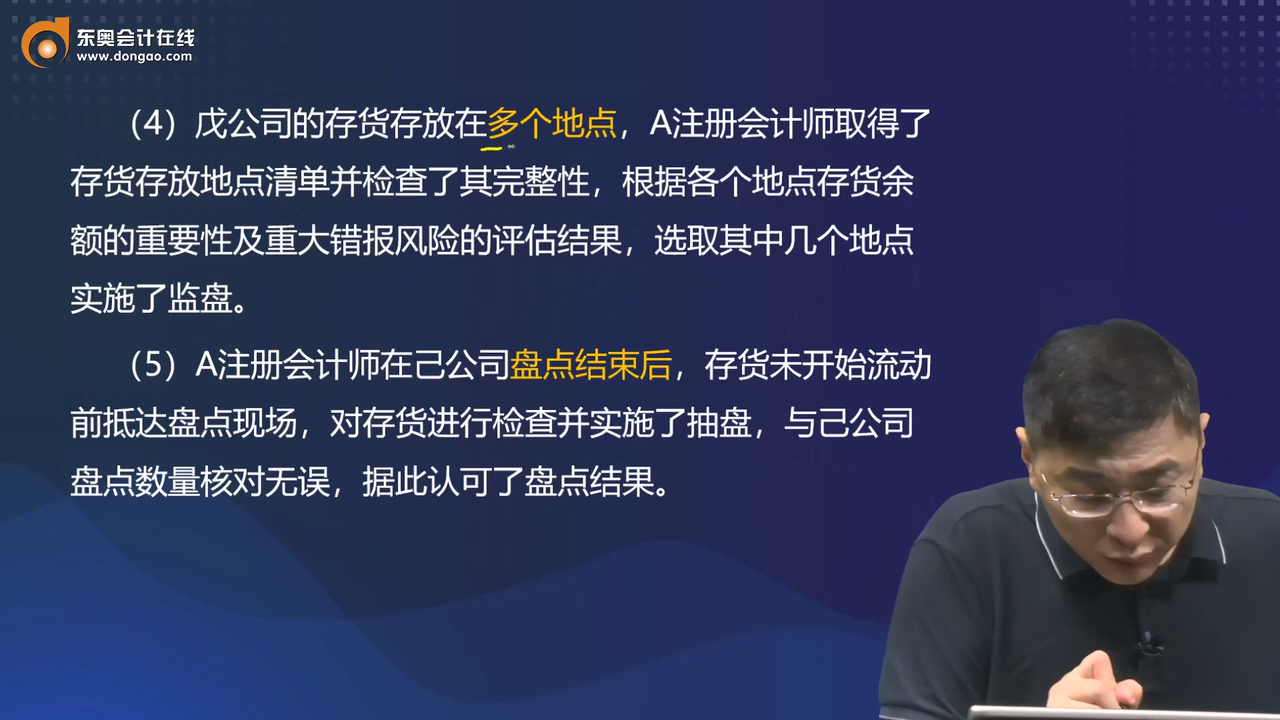 东奥会计在线
www.dongao.com
（4）戊公司的存货存放在多个地点，A注册会计师取得了
存货存放地点清单并检查了其完整性，根据各个地点存货余
额的重要性及重大错报风险的评估结果，选取其中几个地点
实施了监盘。
（5）A注册会计师在己公司盘点结束后，存货未开始流动
前抵达盘点现场，对存货进行检查并实施了抽盘，与己公司
盘点数量核对无误，据此认可了盘点结果。